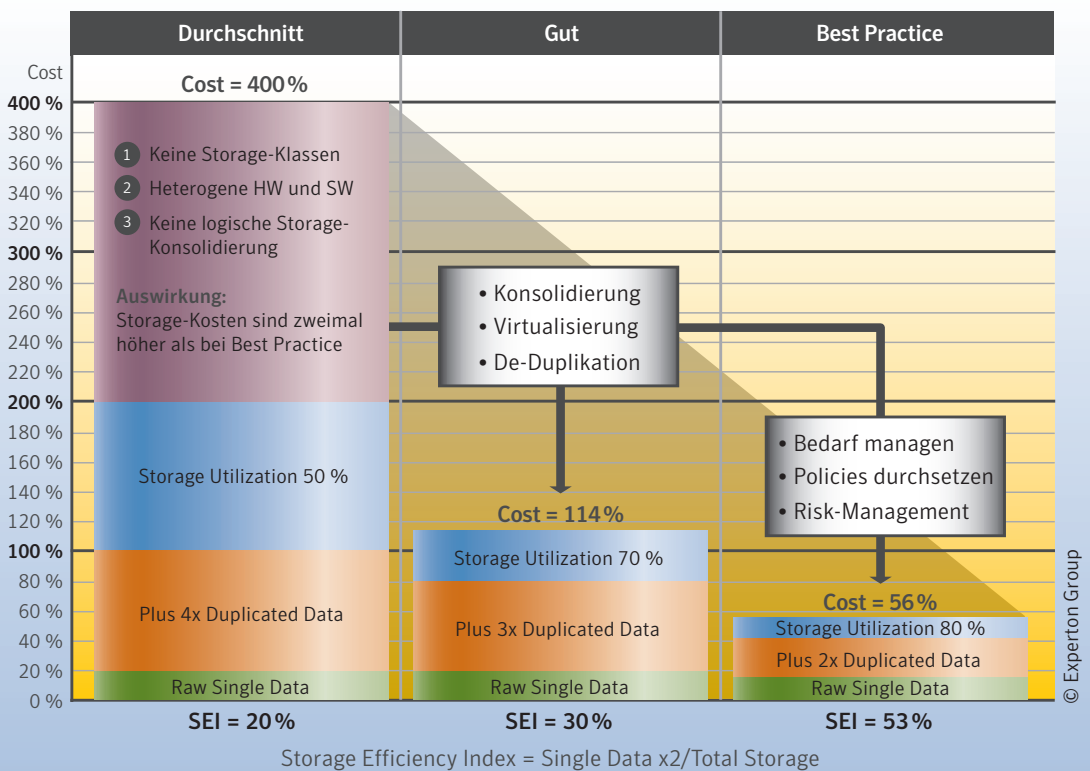 Durchschnitt
Gut
Best Practice
Cost
400 %
380 %
360 %
340 %
320 %
300 %
280 %
260 %
240 %
220 %
200 %
180 %
160 %
140 %
120 %
100 %
80 %
60 %
40 %
20 %
0 %
Cost = 400 %
1 Keine Storage-Klassen
2 Heterogene HW und SW
3 Keine logische Storage-
Konsolidierung
Auswirkung:
Storage-Kosten sind zweimal
höher als bei Best Practice
Storage Utilization 50 %
Plus 4x Duplicated Data
Raw Single Data
SEI = 20 %
• Konsolidierung
• Virtualisierung
• De-Duplikation
Cost = 114 %
Storage Utilization 70 %
Plus 3x Duplicated Data
Raw Single Data
SEI = 30 %
• Bedarf managen
• Policies durchsetzen
• Risk-Management
Cost = 56 %
Storage Utilization 80 %
Plus 2x Duplicated Data
Raw Single Data
SEI = 53 %
Storage Efficiency Index = Single Data x2/Total Storage
© Experton Group